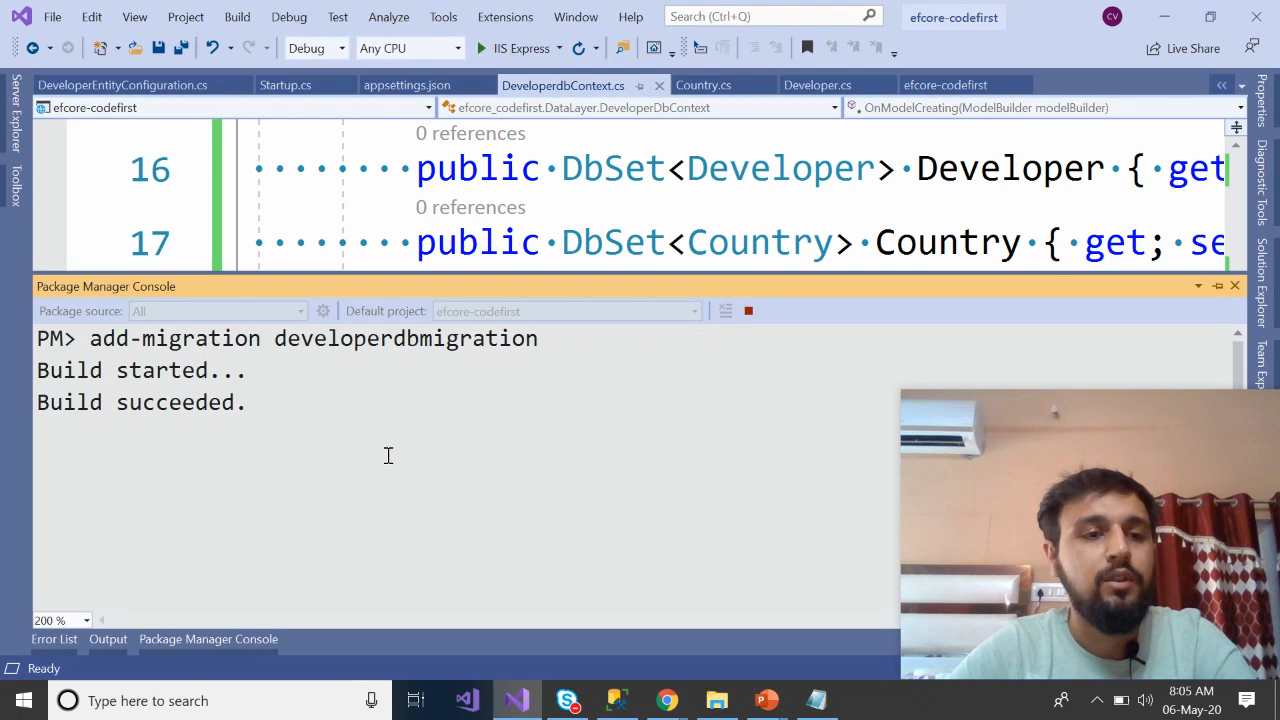 File Edit View Project Build Debug Test Analyze Tools Extensions Window Help Search (Ctrl+Q) efcore-codefirst CV
Debug Any CPU IIS Express Live Share
DeveloperEntityConfiguration.cs Startup.cs appsettings.json DeveloperdbContext.cs Country.cs Developer.cs efcore-codefirst
efcore-codefirst efcore_codefirst.DataLayer.DeveloperDbContext OnModelCreating(ModelBuilder modelBuilder)
Server Explorer
Toolbox
Properties
Diagnostic Tools
Solution Explorer
Team Exp
0 references
16 public DbSet<Developer> Developer { get
0 references
17 public DbSet<Country> Country { get; se
Package Manager Console
Package source: All Default project: efcore-codefirst
PM> add-migration developerdbmigration
Build started...
Build succeeded.
200 %
Error List Output Package Manager Console
Ready
Type here to search
8:05 AM
06-May-20